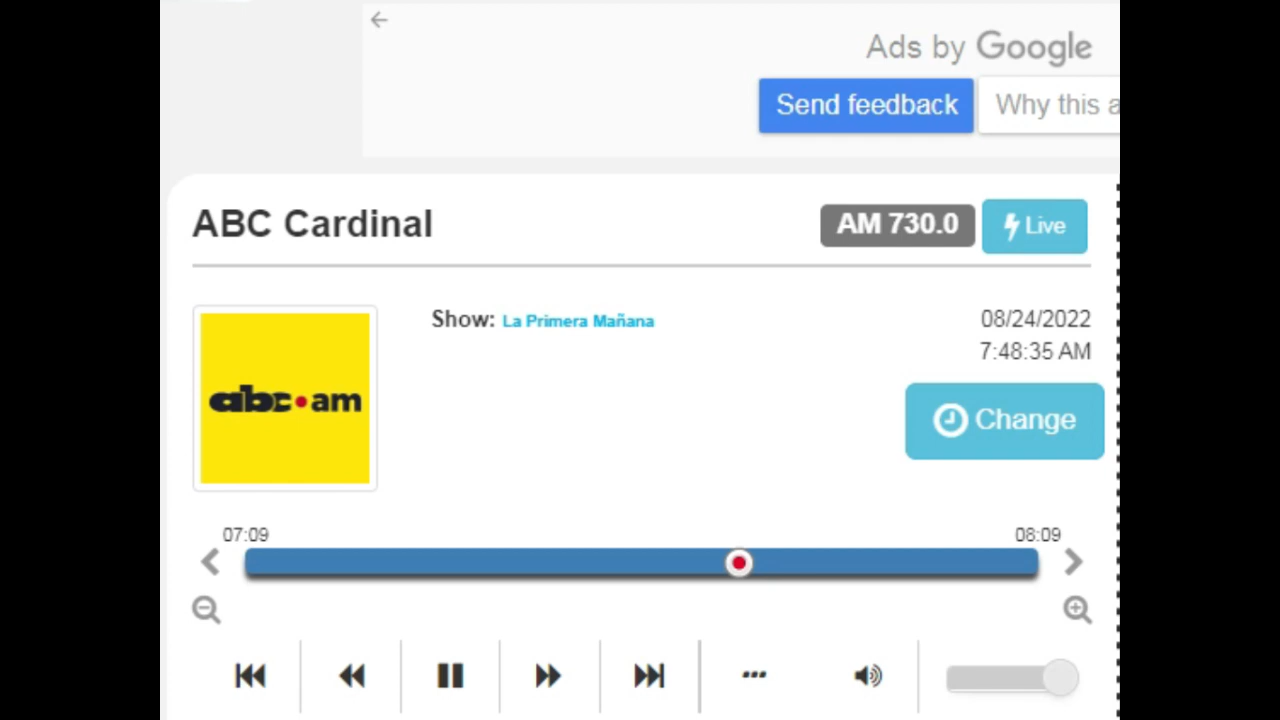 Ads by Google
Send feedback
Why this a
ABC Cardinal
AM 730.0
Live
Show: La Primera Mañana
08/24/2022
7:48:35 AM
abc•am
Change
07:09
08:09